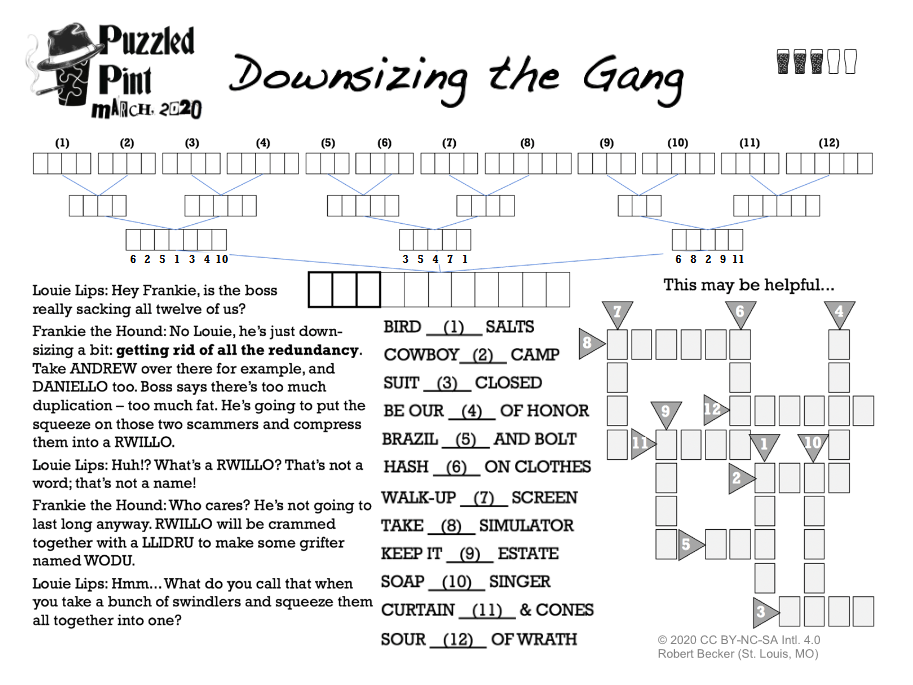 Puzzled
Pint
MARCH, 2020
Downsizing the Gang
(1) (2) (3) (4) (5) (6) (7) (8) (9) (10) (11) (12)
6 2 5 1 3 4 10
3 5 4 7 1
6 8 2 9 11
Louie Lips: Hey Frankie, is the boss
really sacking all twelve of us?
Frankie the Hound: No Louie, he's just down-
sizing a bit: getting rid of all the redundancy.
Take ANDREW over there for example, and
DANIELLO too. Boss says there's too much
duplication – too much fat. He's going to put the
squeeze on those two scammers and compress
them into a RWILLO.
Louie Lips: Huh!? What's a RWILLO? That's not a
word; that's not a name!
Frankie the Hound: Who cares? He's not going to
last long anyway. RWILLO will be crammed
together with a LLIDRU to make some grifter
named WODU.
Louie Lips: Hmm... What do you call that when
you take a bunch of swindlers and squeeze them
all together into one?
BIRD __(1)__ SALTS
COWBOY __(2)__ CAMP
SUIT __(3)__ CLOSED
BE OUR __(4)__ OF HONOR
BRAZIL __(5)__ AND BOLT
HASH __(6)__ ON CLOTHES
WALK-UP __(7)__ SCREEN
TAKE __(8)__ SIMULATOR
KEEP IT __(9)__ ESTATE
SOAP __(10)__ SINGER
CURTAIN __(11)__ & CONES
SOUR __(12)__ OF WRATH
This may be helpful...
7 6 4
8
9 12
11 1 10
2
5
3
© 2020 CC BY-NC-SA Intl. 4.0
Robert Becker (St. Louis, MO)